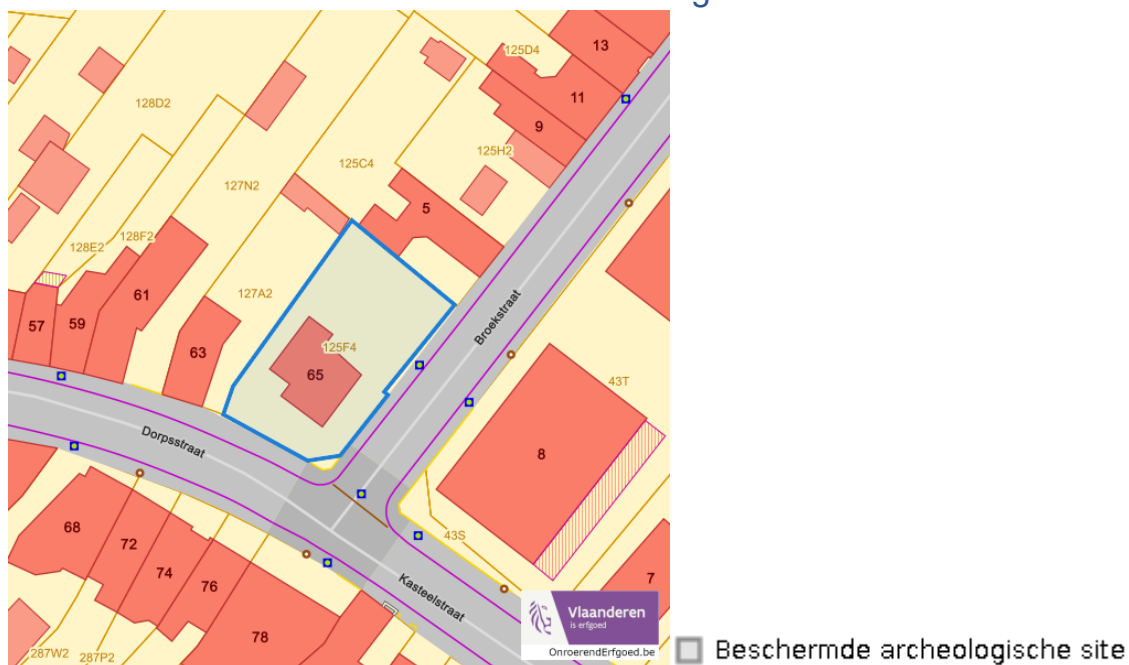 13
125D4
11
128D2
9
125H2
125C4
127N2
5
128F2
128E2
61
127A2
57
59
63
125F4
65
Broekstraat
43T
Dorpsstraat
8
68
72
43S
74
76
Kasteelstraat
7
78
287W2
287P2
Vlaanderen
is erfgoed
OnroerendErfgoed.be
Beschermde archeologische site